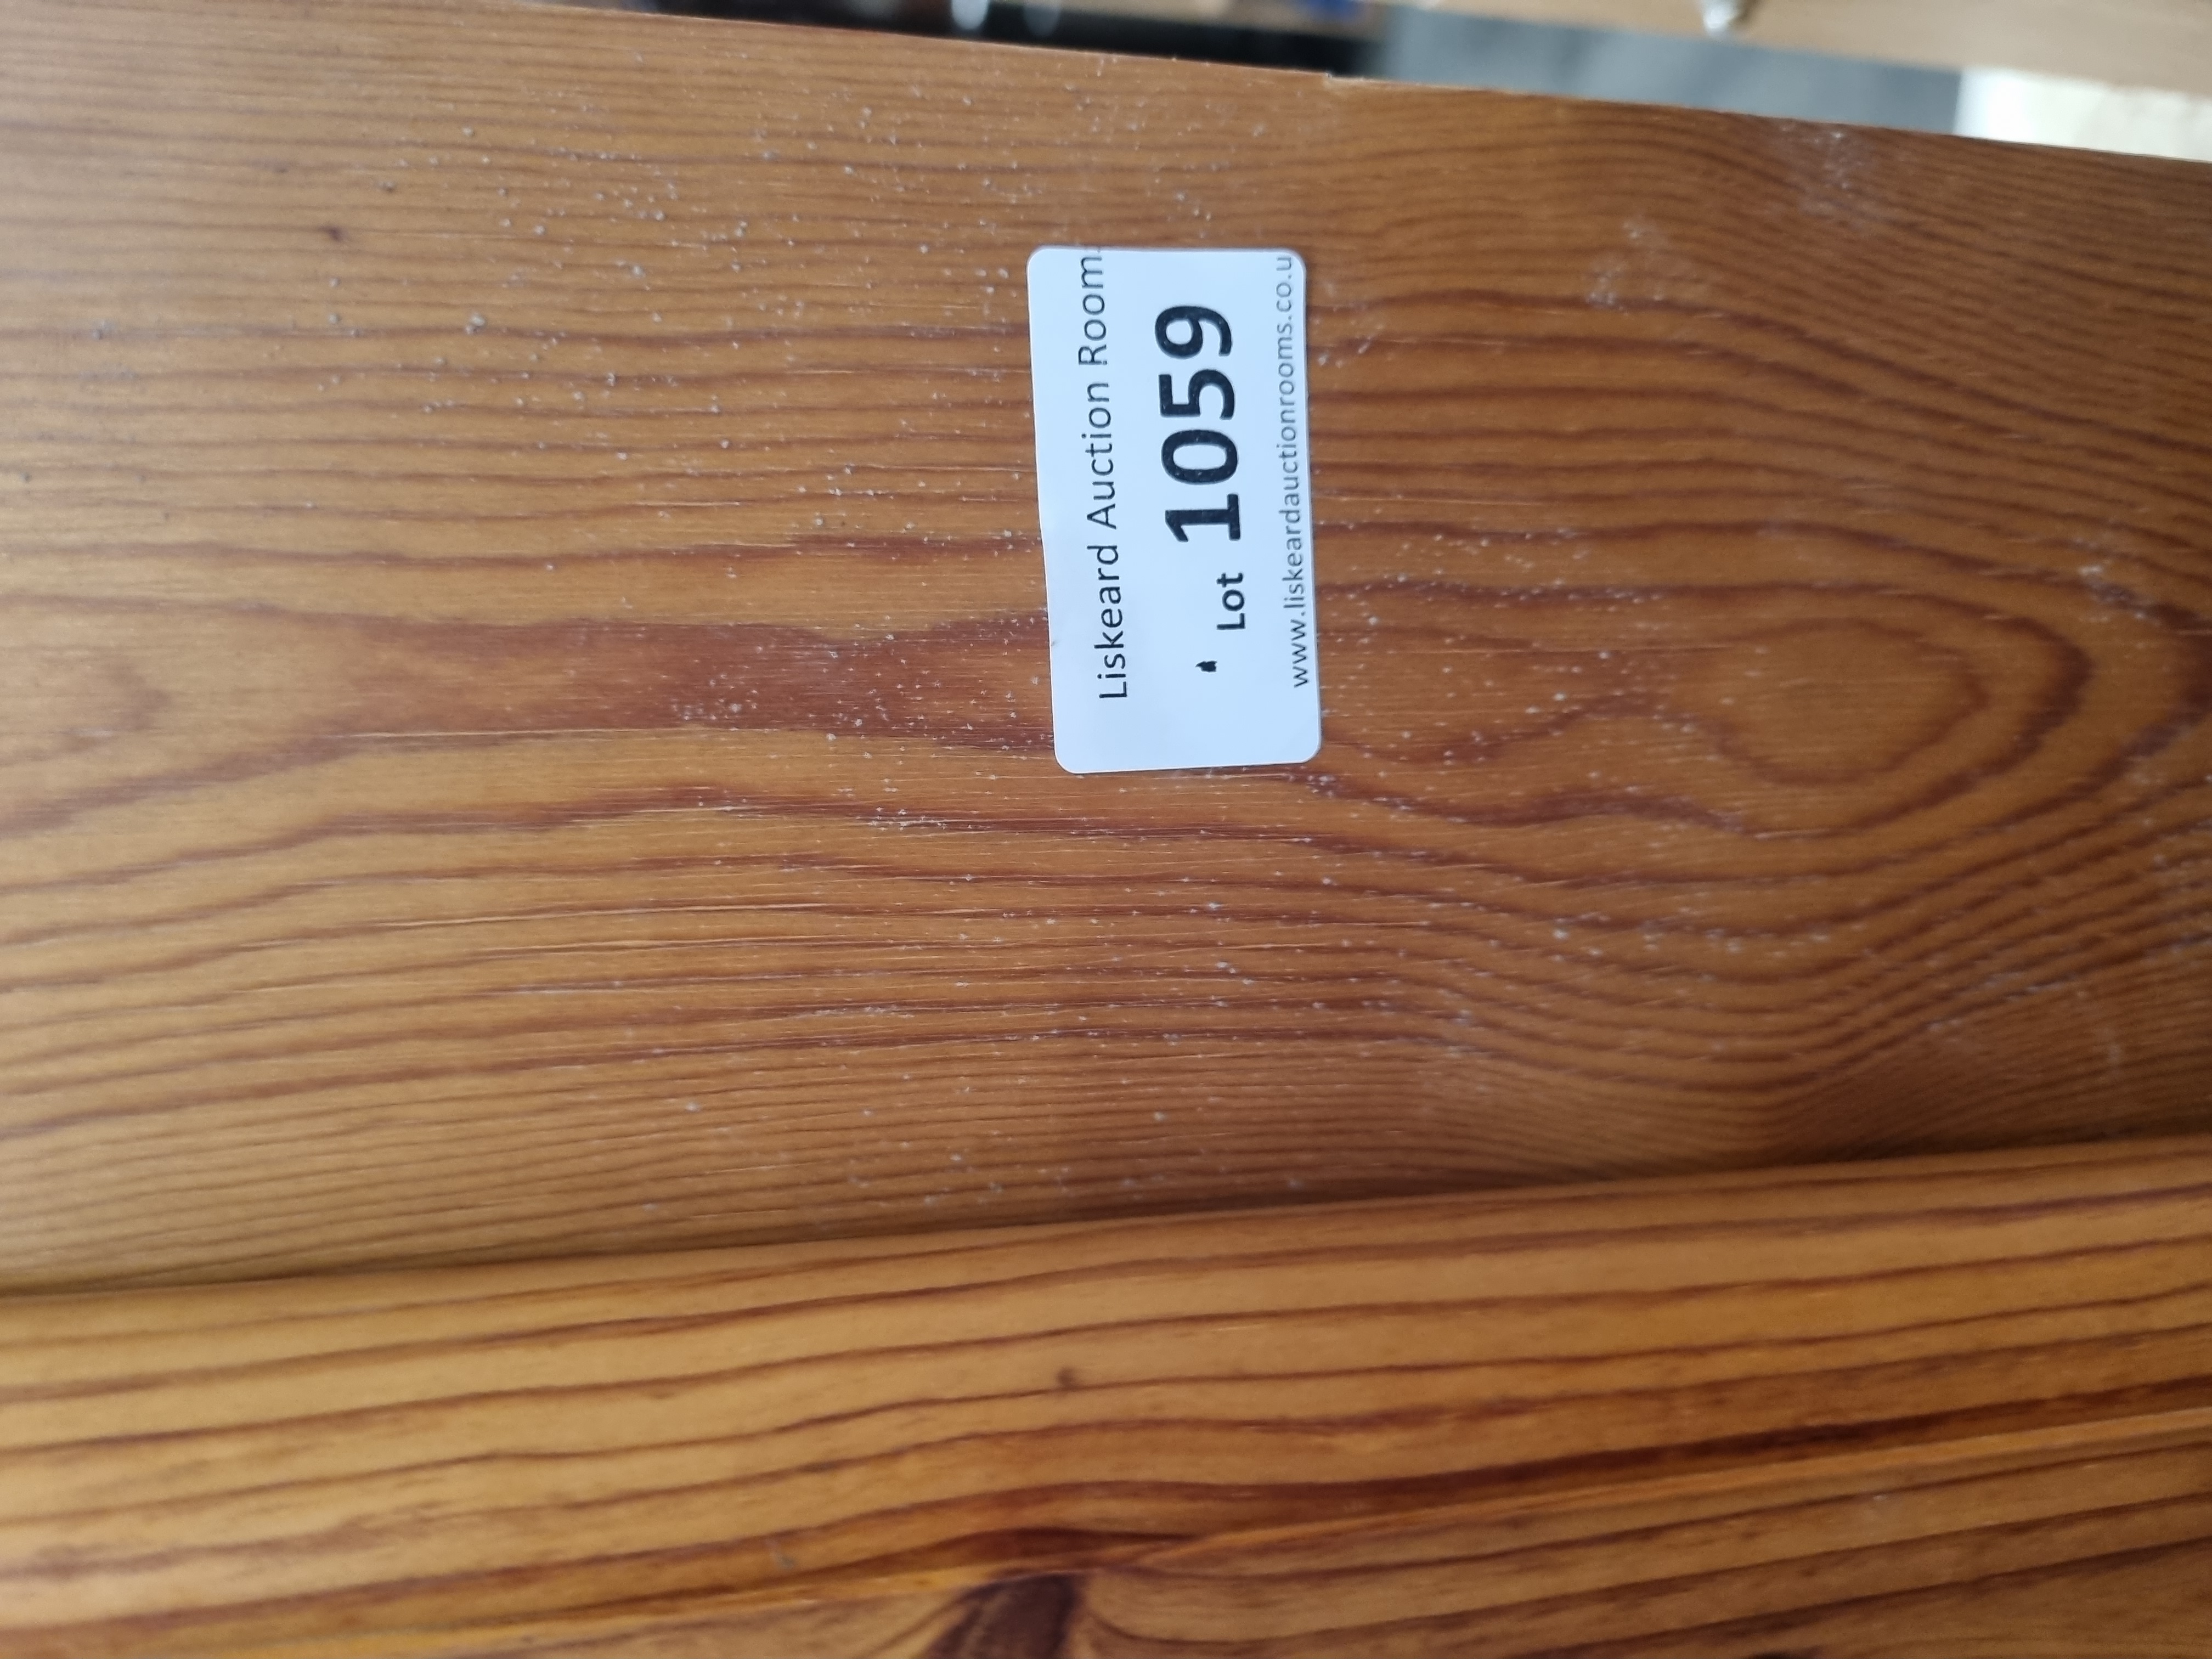 Liskeard Auction Room
Lot 1059
www.liskeardauctionrooms.co.u